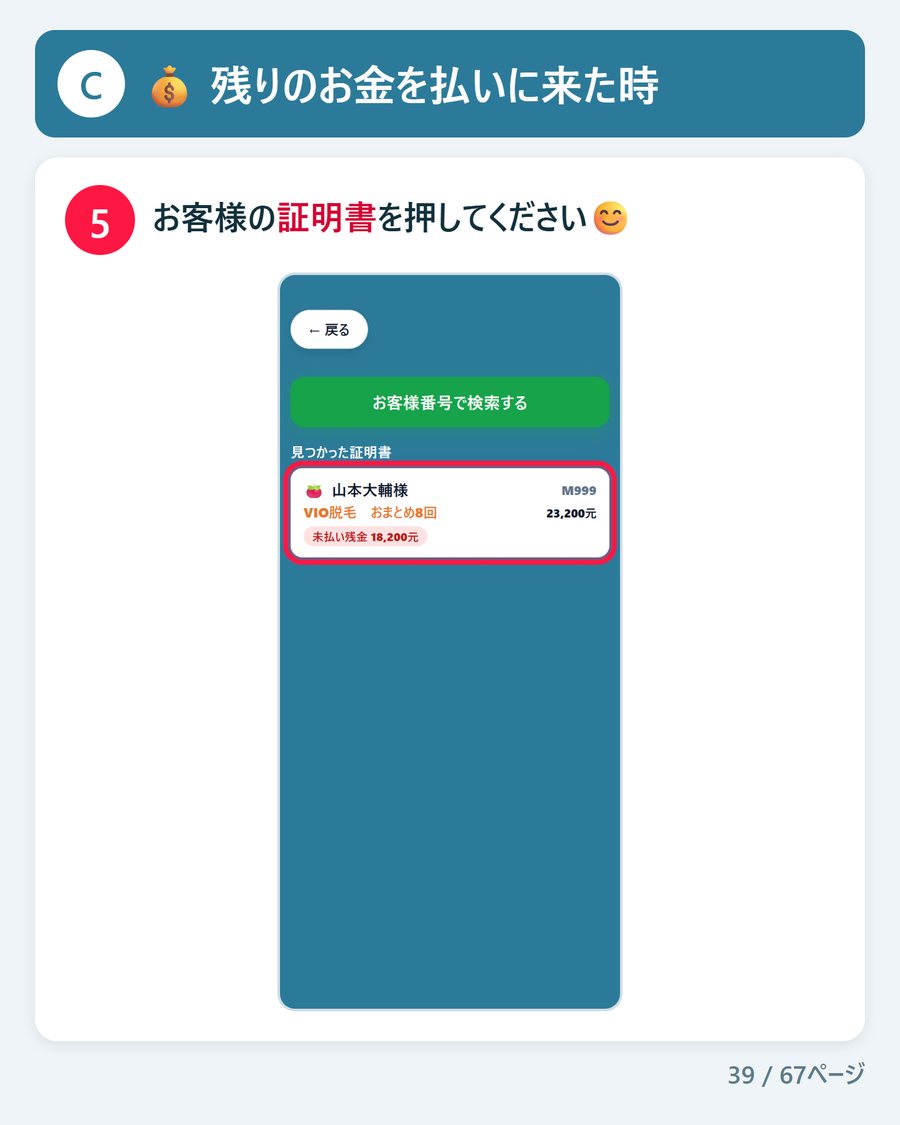 C 💰 残りのお金を払いに来た時
5 お客様の証明書を押してください😊
← 戻る
お客様番号で検索する
見つかった証明書
山本大輔様 M999
VIO脱毛 おまとめ8回 23,200元
未払い残金 18,200元
39 / 67ページ